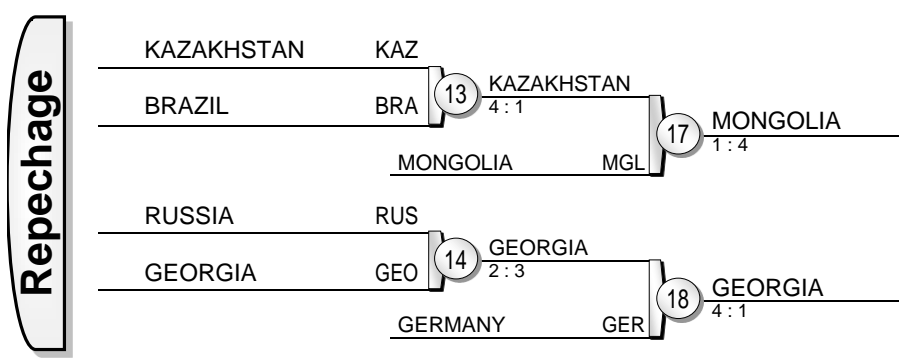 Repechage
KAZAKHSTAN KAZ
BRAZIL BRA
13
KAZAKHSTAN
4 : 1
MONGOLIA MGL
17
MONGOLIA
1 : 4
RUSSIA RUS
GEORGIA GEO
14
GEORGIA
2 : 3
GERMANY GER
18
GEORGIA
4 : 1